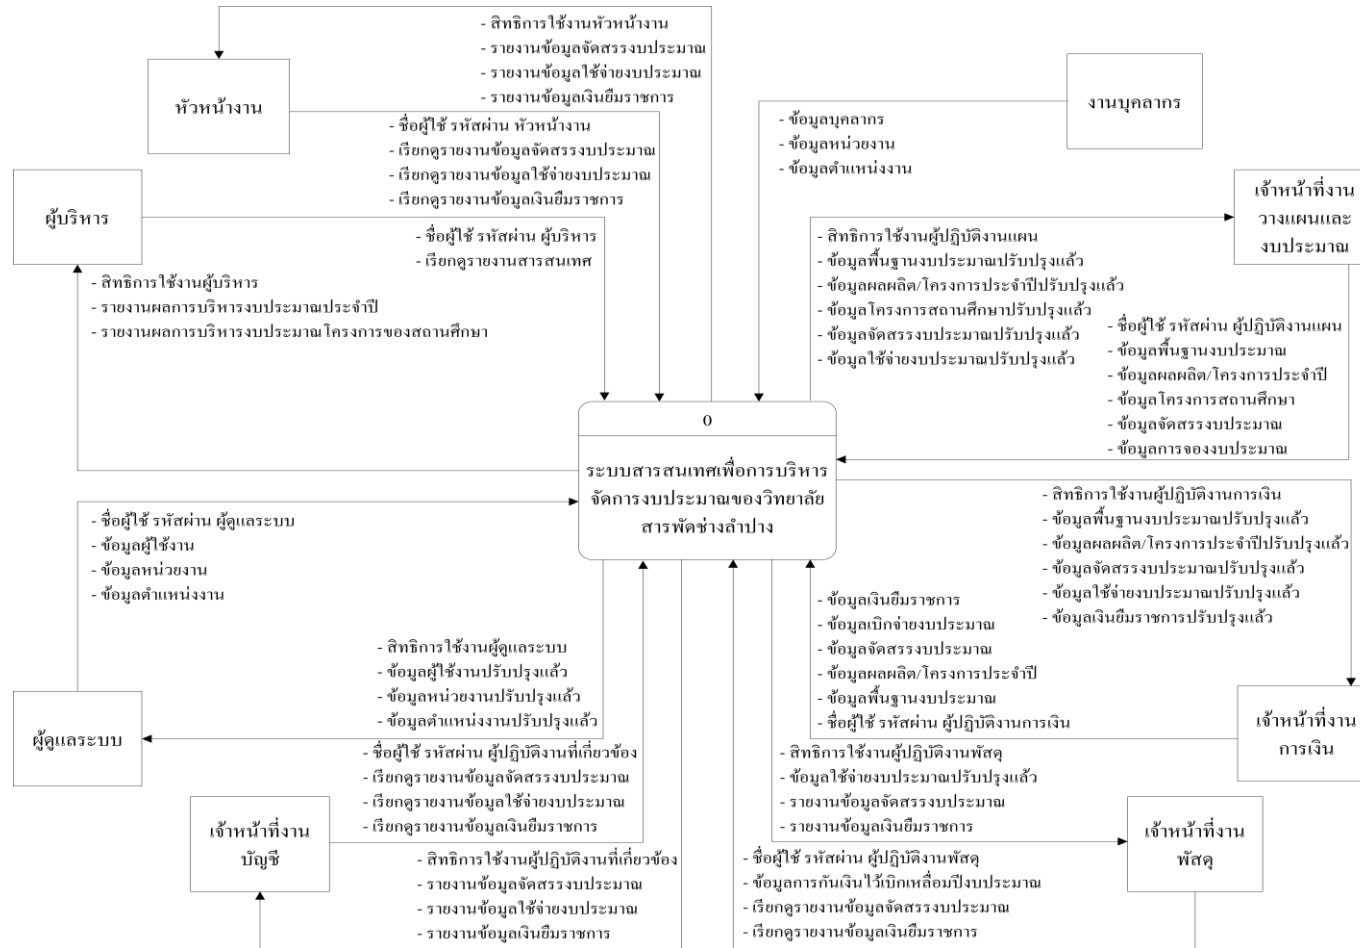 - สิทธิการใช้งานหัวหน้างาน
- รายงานข้อมูลจัดสรรงบประมาณ
- รายงานข้อมูลใช้จ่ายงบประมาณ
- รายงานข้อมูลเงินยืมราชการ
หัวหน้างาน
- ชื่อผู้ใช้ รหัสผ่าน หัวหน้างาน
- เรียกดูรายงานข้อมูลจัดสรรงบประมาณ
- เรียกดูรายงานข้อมูลใช้จ่ายงบประมาณ
- เรียกดูรายงานข้อมูลเงินยืมราชการ
งานบุคลากร
- ข้อมูลบุคลากร
- ข้อมูลหน่วยงาน
- ข้อมูลตำแหน่งงาน
ผู้บริหาร
- ชื่อผู้ใช้ รหัสผ่าน ผู้บริหาร
- เรียกดูรายงานสารสนเทศ
- สิทธิการใช้งานผู้บริหาร
- รายงานผลการบริหารงบประมาณประจำปี
- รายงานผลการบริหารงบประมาณโครงการของสถานศึกษา
เจ้าหน้าที่งาน
วางแผนและ
งบประมาณ
- สิทธิการใช้งานผู้ปฏิบัติงานแผน
- ข้อมูลพื้นฐานงบประมาณปรับปรุงแล้ว
- ข้อมูลผลผลิต/โครงการประจำปีปรับปรุงแล้ว
- ข้อมูลโครงการสถานศึกษาปรับปรุงแล้ว
- ข้อมูลจัดสรรงบประมาณปรับปรุงแล้ว
- ข้อมูลใช้จ่ายงบประมาณปรับปรุงแล้ว
- ชื่อผู้ใช้ รหัสผ่าน ผู้ปฏิบัติงานแผน
- ข้อมูลพื้นฐานงบประมาณ
- ข้อมูลผลผลิต/โครงการประจำปี
- ข้อมูลโครงการสถานศึกษา
- ข้อมูลจัดสรรงบประมาณ
- ข้อมูลการจองงบประมาณ
0
ระบบสารสนเทศเพื่อการบริหาร
จัดการงบประมาณของวิทยาลัย
สารพัดช่างลำปาง
- ชื่อผู้ใช้ รหัสผ่าน ผู้ดูแลระบบ
- ข้อมูลผู้ใช้งาน
- ข้อมูลหน่วยงาน
- ข้อมูลตำแหน่งงาน
- สิทธิการใช้งานผู้ปฏิบัติงานการเงิน
- ข้อมูลพื้นฐานงบประมาณปรับปรุงแล้ว
- ข้อมูลผลผลิต/โครงการประจำปีปรับปรุงแล้ว
- ข้อมูลจัดสรรงบประมาณปรับปรุงแล้ว
- ข้อมูลใช้จ่ายงบประมาณปรับปรุงแล้ว
- ข้อมูลเงินยืมราชการปรับปรุงแล้ว
- ข้อมูลเงินยืมราชการ
- ข้อมูลเบิกจ่ายงบประมาณ
- ข้อมูลจัดสรรงบประมาณ
- ข้อมูลผลผลิต/โครงการประจำปี
- ข้อมูลพื้นฐานงบประมาณ
- ชื่อผู้ใช้ รหัสผ่าน ผู้ปฏิบัติงานการเงิน
- สิทธิการใช้งานผู้ดูแลระบบ
- ข้อมูลผู้ใช้งานปรับปรุงแล้ว
- ข้อมูลหน่วยงานปรับปรุงแล้ว
- ข้อมูลตำแหน่งงานปรับปรุงแล้ว
ผู้ดูแลระบบ
เจ้าหน้าที่งาน
การเงิน
- ชื่อผู้ใช้ รหัสผ่าน ผู้ปฏิบัติงานที่เกี่ยวข้อง
- เรียกดูรายงานข้อมูลจัดสรรงบประมาณ
- เรียกดูรายงานข้อมูลใช้จ่ายงบประมาณ
- เรียกดูรายงานข้อมูลเงินยืมราชการ
- สิทธิการใช้งานผู้ปฏิบัติงานพัสดุ
- ข้อมูลใช้จ่ายงบประมาณปรับปรุงแล้ว
- รายงานข้อมูลจัดสรรงบประมาณ
- รายงานข้อมูลเงินยืมราชการ
เจ้าหน้าที่งาน
บัญชี
เจ้าหน้าที่งาน
พัสดุ
- สิทธิการใช้งานผู้ปฏิบัติงานที่เกี่ยวข้อง
- รายงานข้อมูลจัดสรรงบประมาณ
- รายงานข้อมูลใช้จ่ายงบประมาณ
- รายงานข้อมูลเงินยืมราชการ
- ชื่อผู้ใช้ รหัสผ่าน ผู้ปฏิบัติงานพัสดุ
- ข้อมูลการกันเงินไว้เบิกเหลื่อมปีงบประมาณ
- เรียกดูรายงานข้อมูลจัดสรรงบประมาณ
- เรียกดูรายงานข้อมูลเงินยืมราชการ